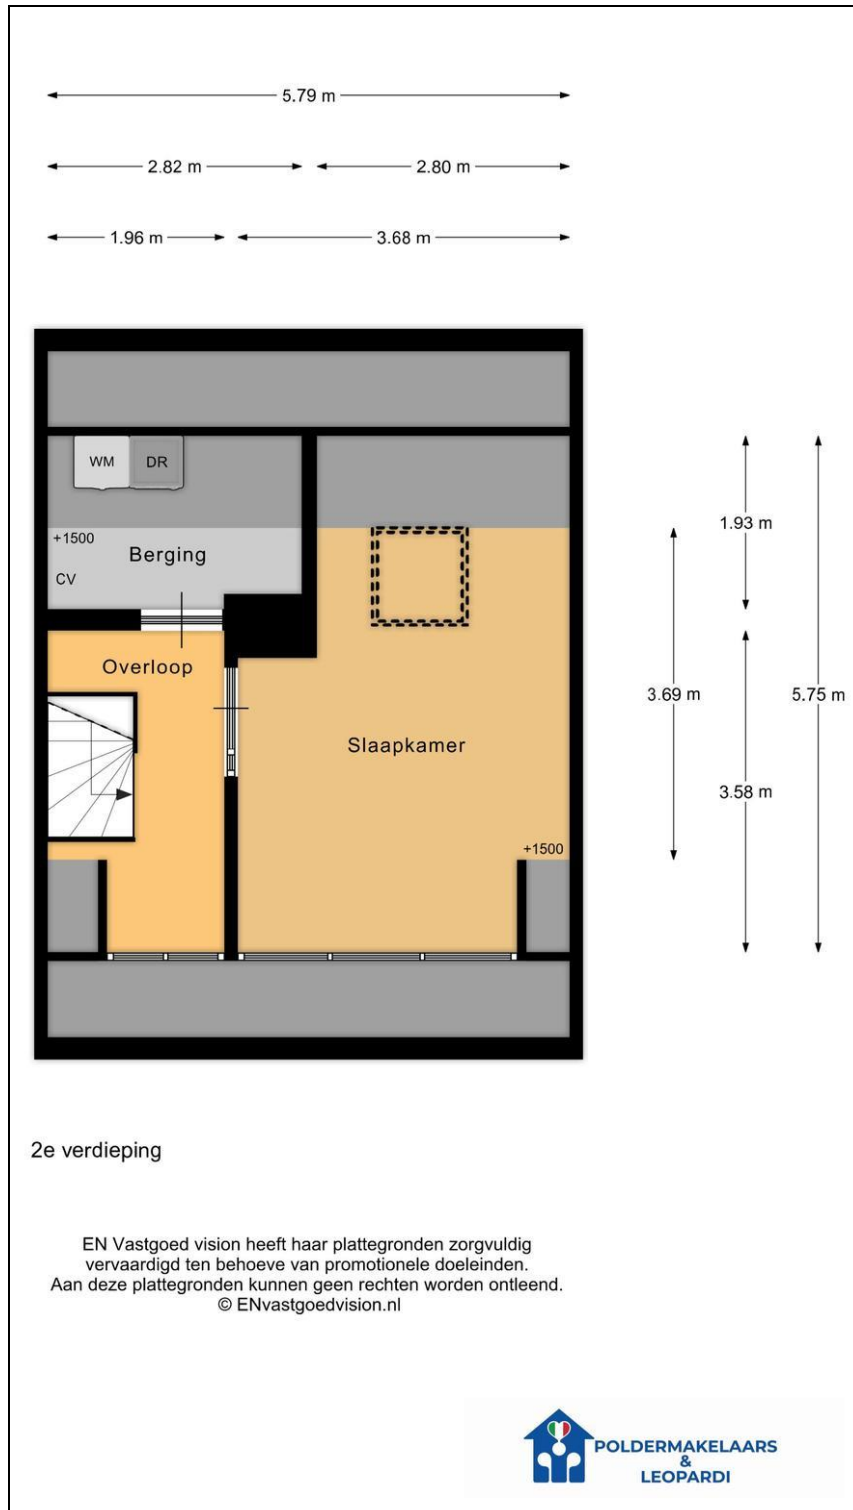 5.79 m
2.82 m
2.80 m
1.96 m
3.68 m
WM
DR
+1500
Berging
CV
1.93 m
Overloop
3.69 m
5.75 m
Slaapkamer
3.58 m
+1500
2e verdieping
EN Vastgoed vision heeft haar plattegronden zorgvuldig
vervaardigd ten behoeve van promotionele doeleinden.
Aan deze plattegronden kunnen geen rechten worden ontleend.
© ENvastgoedvision.nl
POLDERMAKELAARS
&
LEOPARDI